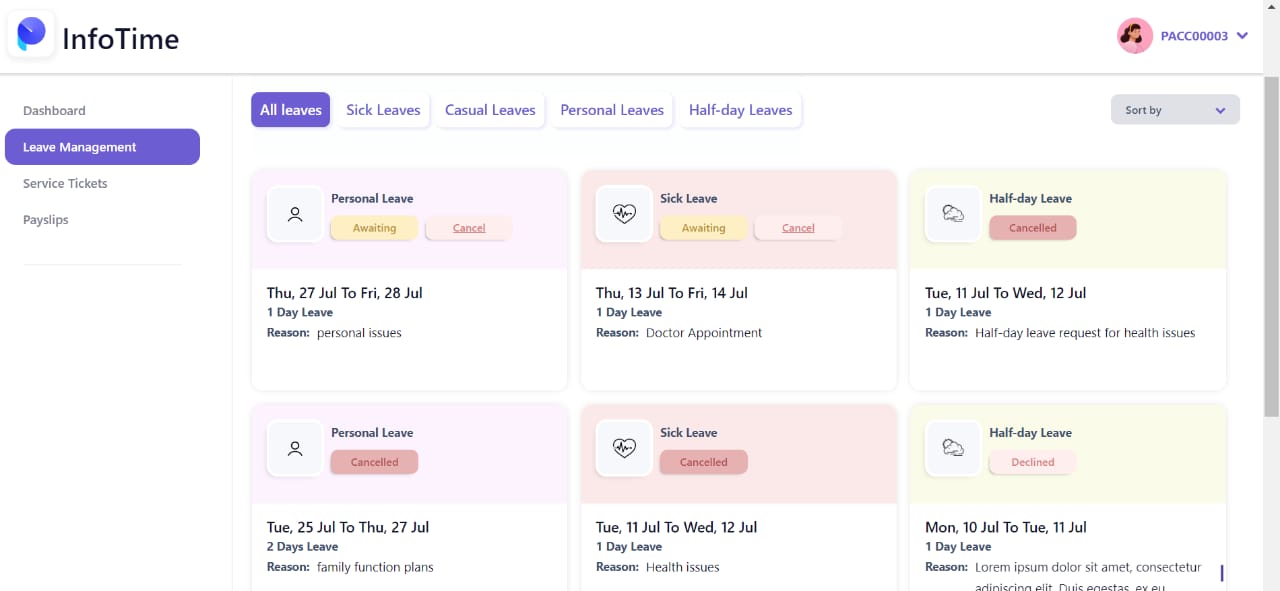 InfoTime
PACC00003
Dashboard
Leave Management
Service Tickets
Payslips
All leaves
Sick Leaves
Casual Leaves
Personal Leaves
Half-day Leaves
Sort by
Personal Leave
Awaiting
Cancel
Thu, 27 Jul To Fri, 28 Jul
1 Day Leave
Reason: personal issues
Sick Leave
Awaiting
Cancel
Thu, 13 Jul To Fri, 14 Jul
1 Day Leave
Reason: Doctor Appointment
Half-day Leave
Cancelled
Tue, 11 Jul To Wed, 12 Jul
1 Day Leave
Reason: Half-day leave request for health issues
Personal Leave
Cancelled
Tue, 25 Jul To Thu, 27 Jul
2 Days Leave
Reason: family function plans
Sick Leave
Cancelled
Tue, 11 Jul To Wed, 12 Jul
1 Day Leave
Reason: Health issues
Half-day Leave
Declined
Mon, 10 Jul To Tue, 11 Jul
1 Day Leave
Reason: Lorem ipsum dolor sit amet, consectetur
adipiscing elit. Duis egestas, ex eu